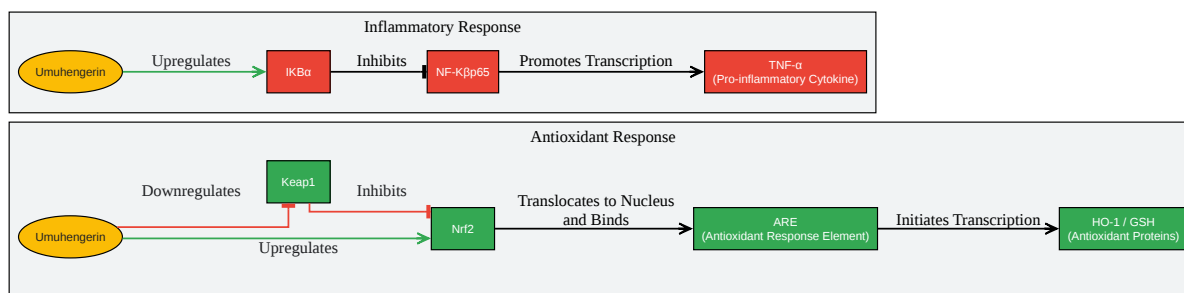 Inflammatory Response
Umuhengerin
Upregulates
IKBα
Inhibits
NF-Kβp65
Promotes Transcription
TNF-α
(Pro-inflammatory Cytokine)
Antioxidant Response
Umuhengerin
Downregulates
Keap1
Inhibits
Upregulates
Nrf2
Translocates to Nucleus
and Binds
ARE
(Antioxidant Response Element)
Initiates Transcription
HO-1 / GSH
(Antioxidant Proteins)